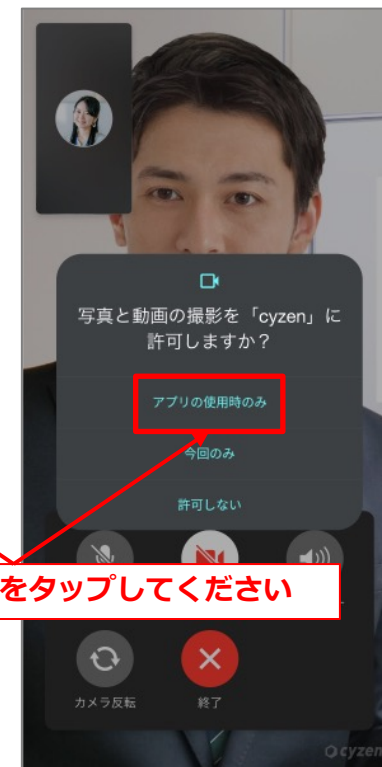 写真と動画の撮影を「cyzen」に
許可しますか？
アプリの使用時のみ
今回のみ
許可しない
をタップしてください
カメラ反転
終了
cyzen